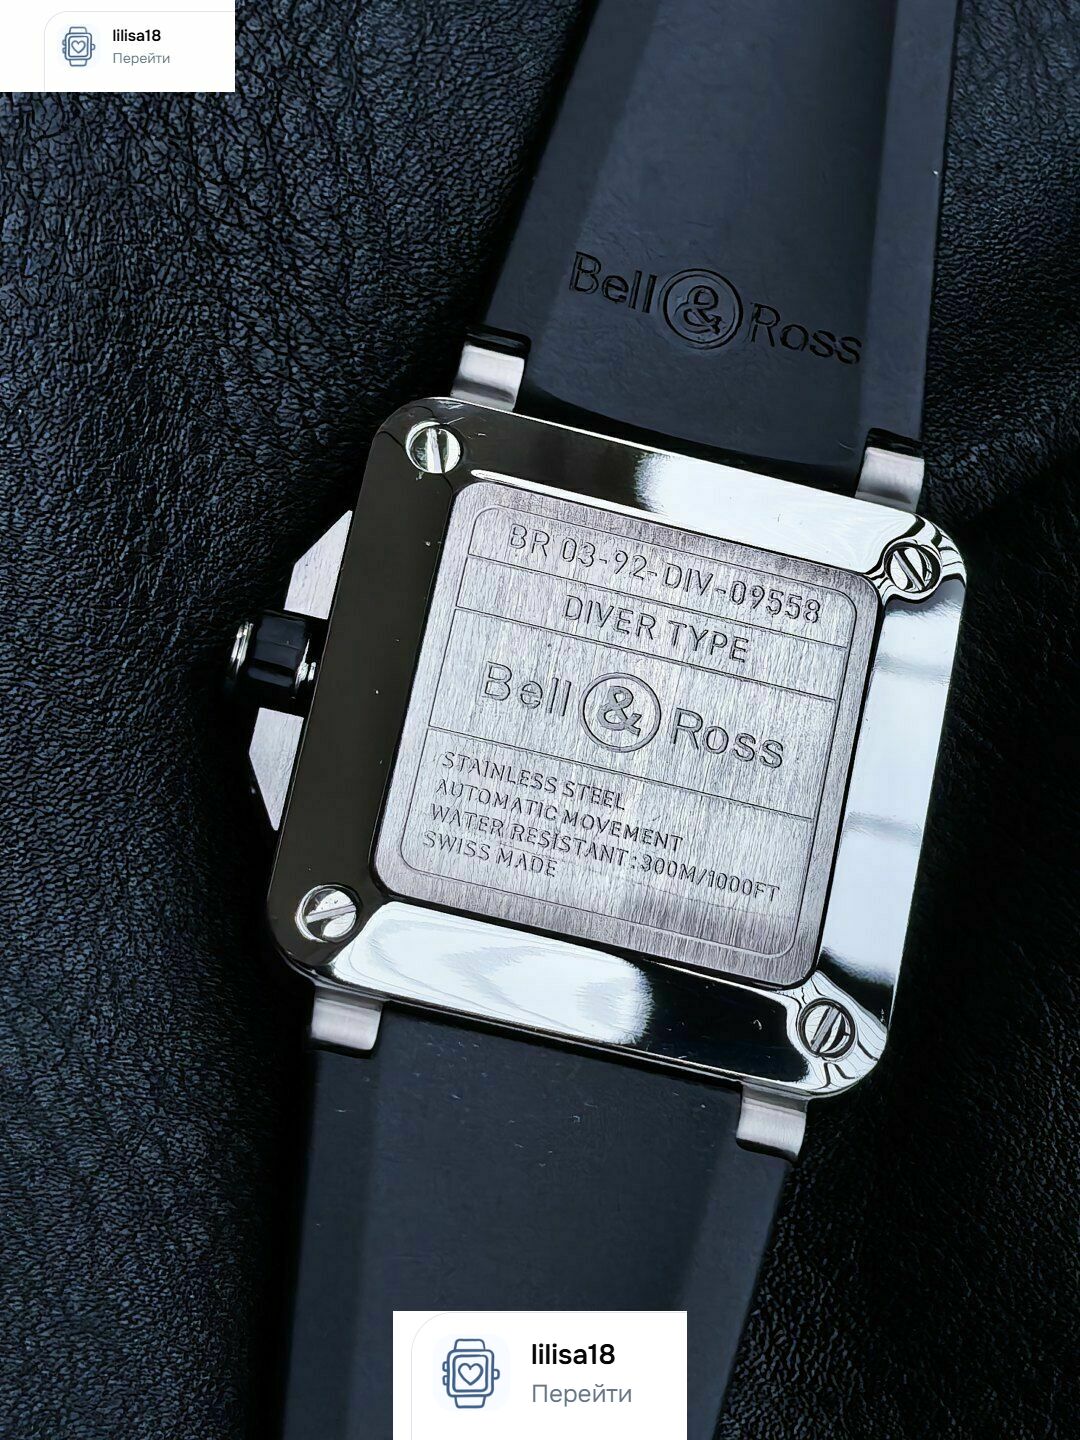 lilisa18
Перейти
Bell & Ross
BR 03-92-DIV-09558
DIVER TYPE
Bell & Ross
STAINLESS STEEL
AUTOMATIC MOVEMENT
WATER RESISTANT:300M/1000FT
SWISS MADE
lilisa18
Перейти